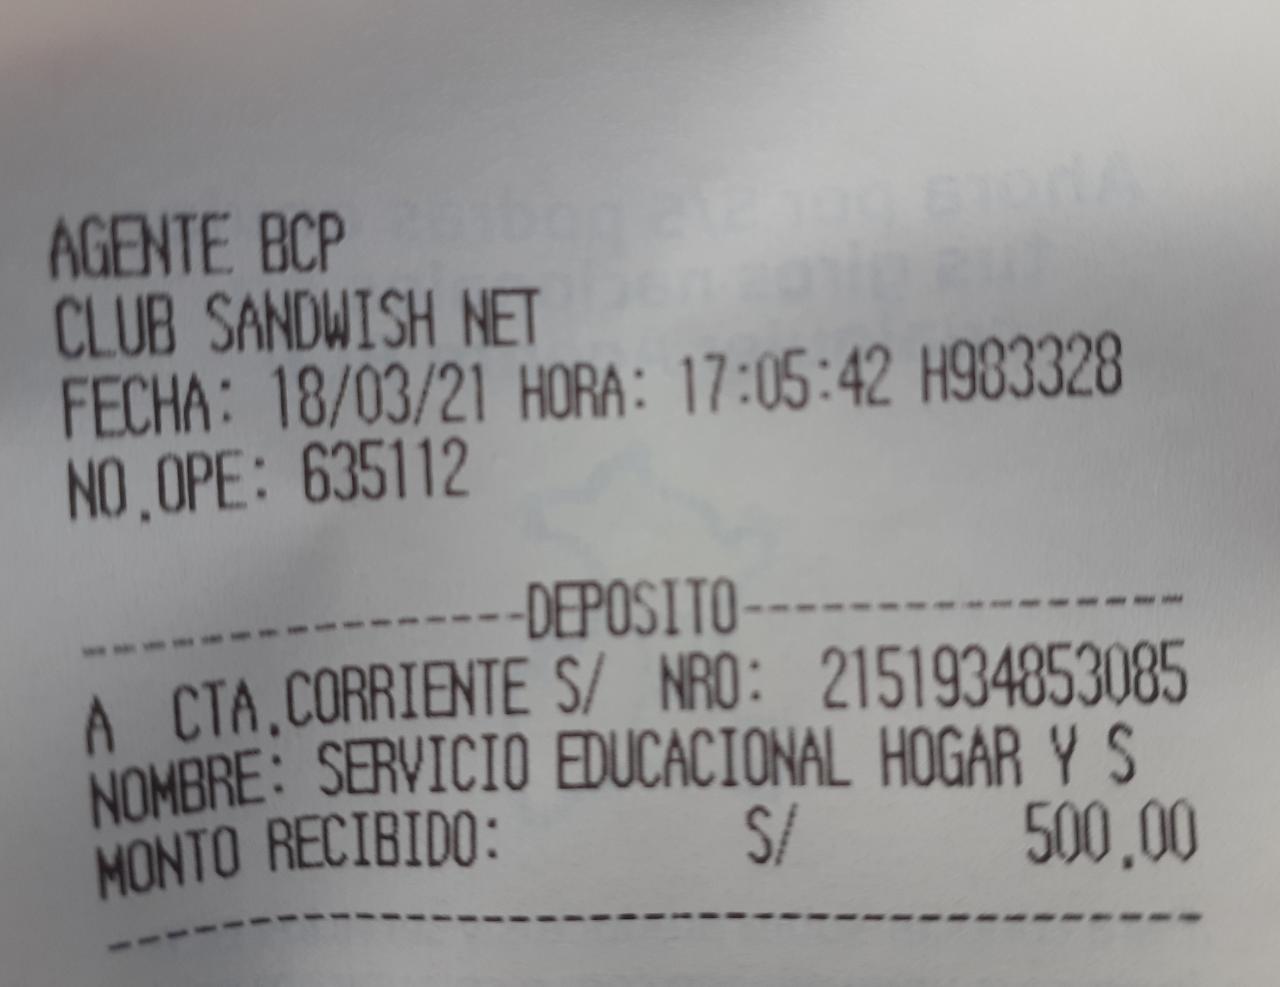 AGENTE BCP
CLUB SANDWISH NET
FECHA: 18/03/21 HORA: 17:05:42 H983328
NO.OPE: 635112
------------------DEPOSITO------------------
A CTA.CORRIENTE S/ NRO: 2151934853085
NOMBRE: SERVICIO EDUCACIONAL HOGAR Y S
MONTO RECIBIDO: S/ 500.00